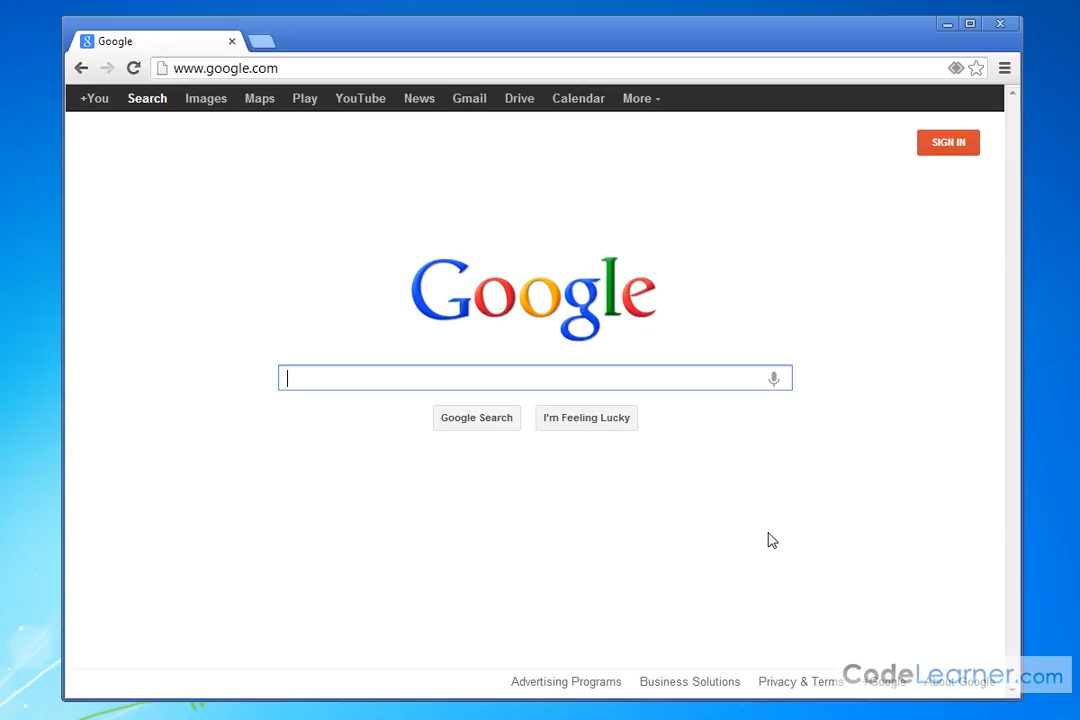 Google
www.google.com
+You Search Images Maps Play YouTube News Gmail Drive Calendar More
SIGN IN
Google
Google Search I'm Feeling Lucky
Advertising Programs Business Solutions Privacy & Terms +Google About Google
CodeLearner.com